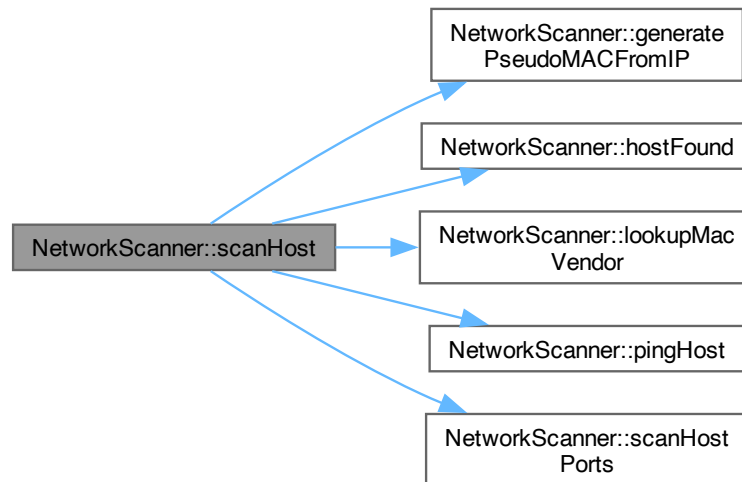 NetworkScanner::generate
PseudoMACFromIP
NetworkScanner::hostFound
NetworkScanner::scanHost
NetworkScanner::lookupMac
Vendor
NetworkScanner::pingHost
NetworkScanner::scanHost
Ports